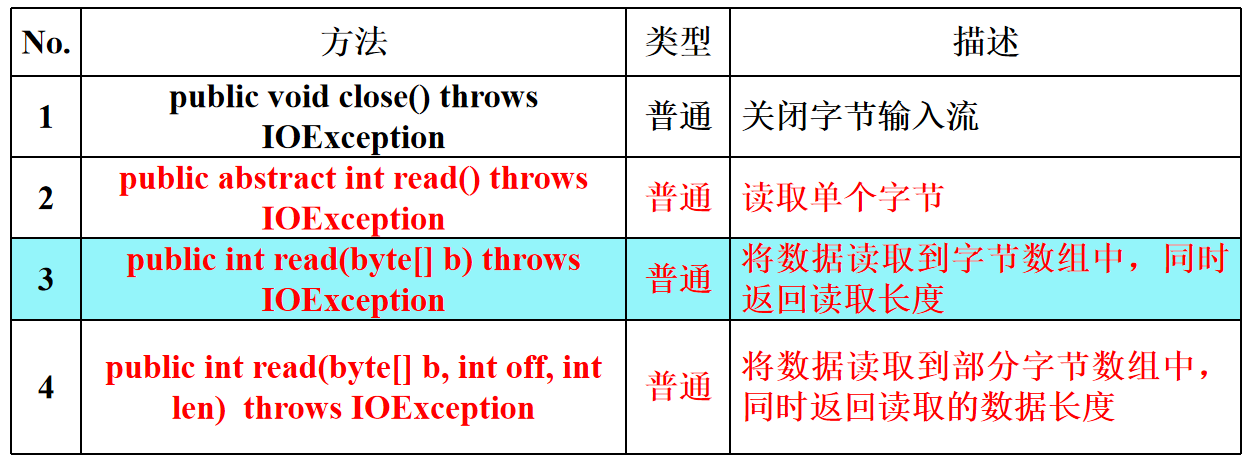 No. 方法 类型 描述
1 public void close() throws IOException 普通 关闭字节输入流
2 public abstract int read() throws IOException 普通 读取单个字节
3 public int read(byte[] b) throws IOException 普通 将数据读取到字节数组中，同时返回读取长度
4 public int read(byte[] b, int off, int len) throws IOException 普通 将数据读取到部分字节数组中，同时返回读取的数据长度